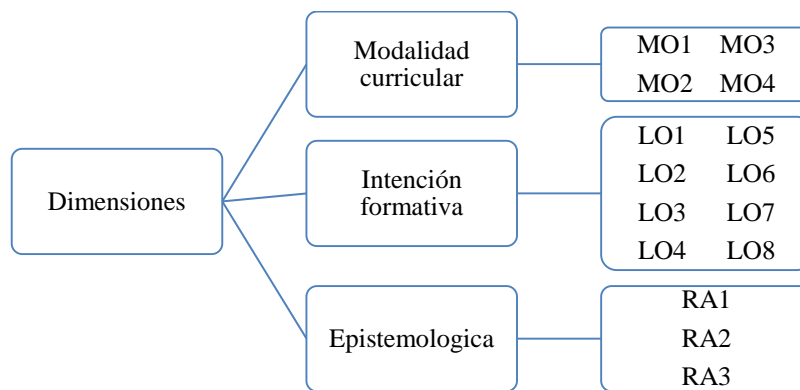 Dimensiones
Modalidad
curricular
MO1 MO3
MO2 MO4
Intención
formativa
LO1 LO5
LO2 LO6
LO3 LO7
LO4 LO8
Epistemologica
RA1
RA2
RA3